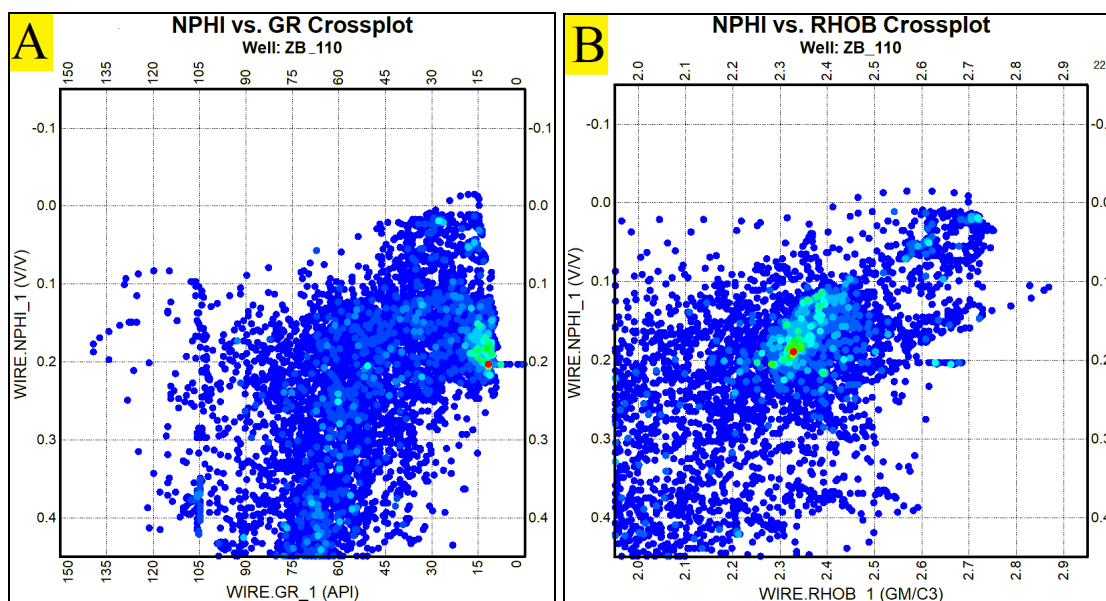 A
NPHI vs. GR Crossplot
Well: ZB_110
150 135 120 105 90 75 60 45 30 15 0
-0.1 -0.1
0.0 0.0
0.1 0.1
0.2 0.2
0.3 0.3
0.4 0.4
WIRE.NPHI_1 (V/V)
150 135 120 105 90 75 60 45 30 15 0
WIRE.GR_1 (API)
B
NPHI vs. RHOB Crossplot
Well: ZB_110
2.0 2.1 2.2 2.3 2.4 2.5 2.6 2.7 2.8 2.9 22
-0.1 -0.
0.0 0.0
0.1 0.1
0.2 0.2
0.3 0.3
0.4 0.4
WIRE.NPHI_1 (V/V)
2.0 2.1 2.2 2.3 2.4 2.5 2.6 2.7 2.8 2.9
WIRE.RHOB_1 (GM/C3)